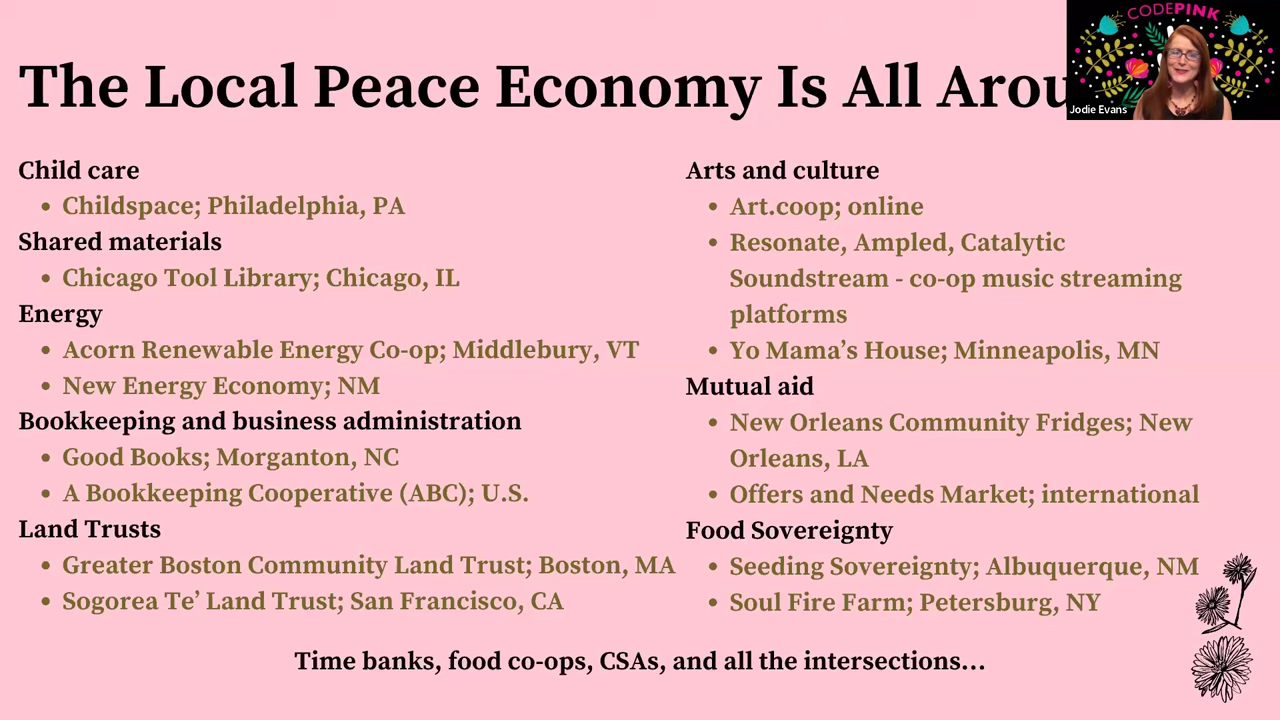 CODEPINK
Jodie Evans
The Local Peace Economy Is All Arou
Child care
• Childspace; Philadelphia, PA
Shared materials
• Chicago Tool Library; Chicago, IL
Energy
• Acorn Renewable Energy Co-op; Middlebury, VT
• New Energy Economy; NM
Bookkeeping and business administration
• Good Books; Morganton, NC
• A Bookkeeping Cooperative (ABC); U.S.
Land Trusts
• Greater Boston Community Land Trust; Boston, MA
• Sogorea Te’ Land Trust; San Francisco, CA
Arts and culture
• Art.coop; online
• Resonate, Ampled, Catalytic
Soundstream - co-op music streaming
platforms
• Yo Mama’s House; Minneapolis, MN
Mutual aid
• New Orleans Community Fridges; New
Orleans, LA
• Offers and Needs Market; international
Food Sovereignty
• Seeding Sovereignty; Albuquerque, NM
• Soul Fire Farm; Petersburg, NY
Time banks, food co-ops, CSAs, and all the intersections...